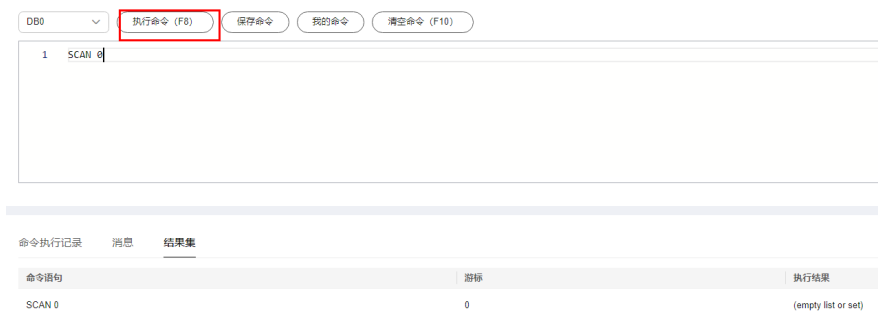 DB0 执行命令（F8） 保存命令 我的命令 清空命令（F10）
1 SCAN 0
命令执行记录 消息 结果集
命令语句 游标 执行结果
SCAN 0 0 (empty list or set)